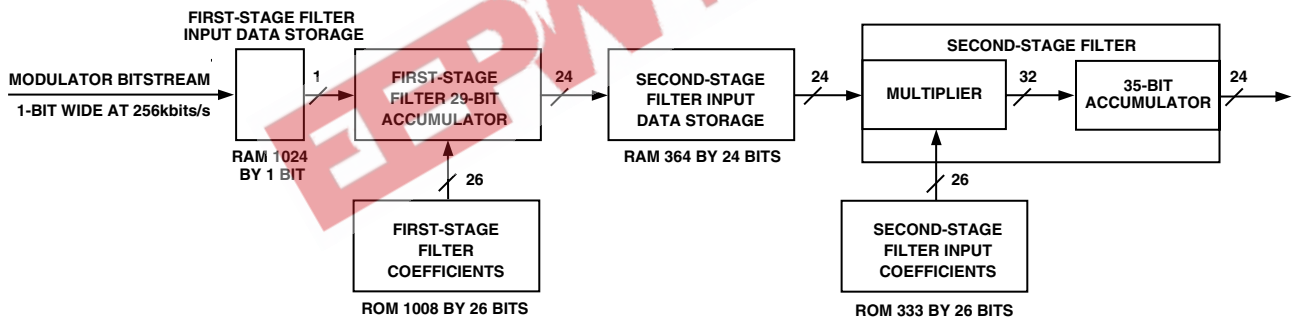 FIRST-STAGE FILTER
INPUT DATA STORAGE
MODULATOR BITSTREAM
1-BIT WIDE AT 256kbits/s
RAM 1024
BY 1 BIT
1
FIRST-STAGE
FILTER 29-BIT
ACCUMULATOR
24
26
FIRST-STAGE
FILTER
COEFFICIENTS
ROM 1008 BY 26 BITS
SECOND-STAGE
FILTER INPUT
DATA STORAGE
RAM 364 BY 24 BITS
24
SECOND-STAGE FILTER
MULTIPLIER
32
35-BIT
ACCUMULATOR
24
26
SECOND-STAGE
FILTER INPUT
COEFFICIENTS
ROM 333 BY 26 BITS